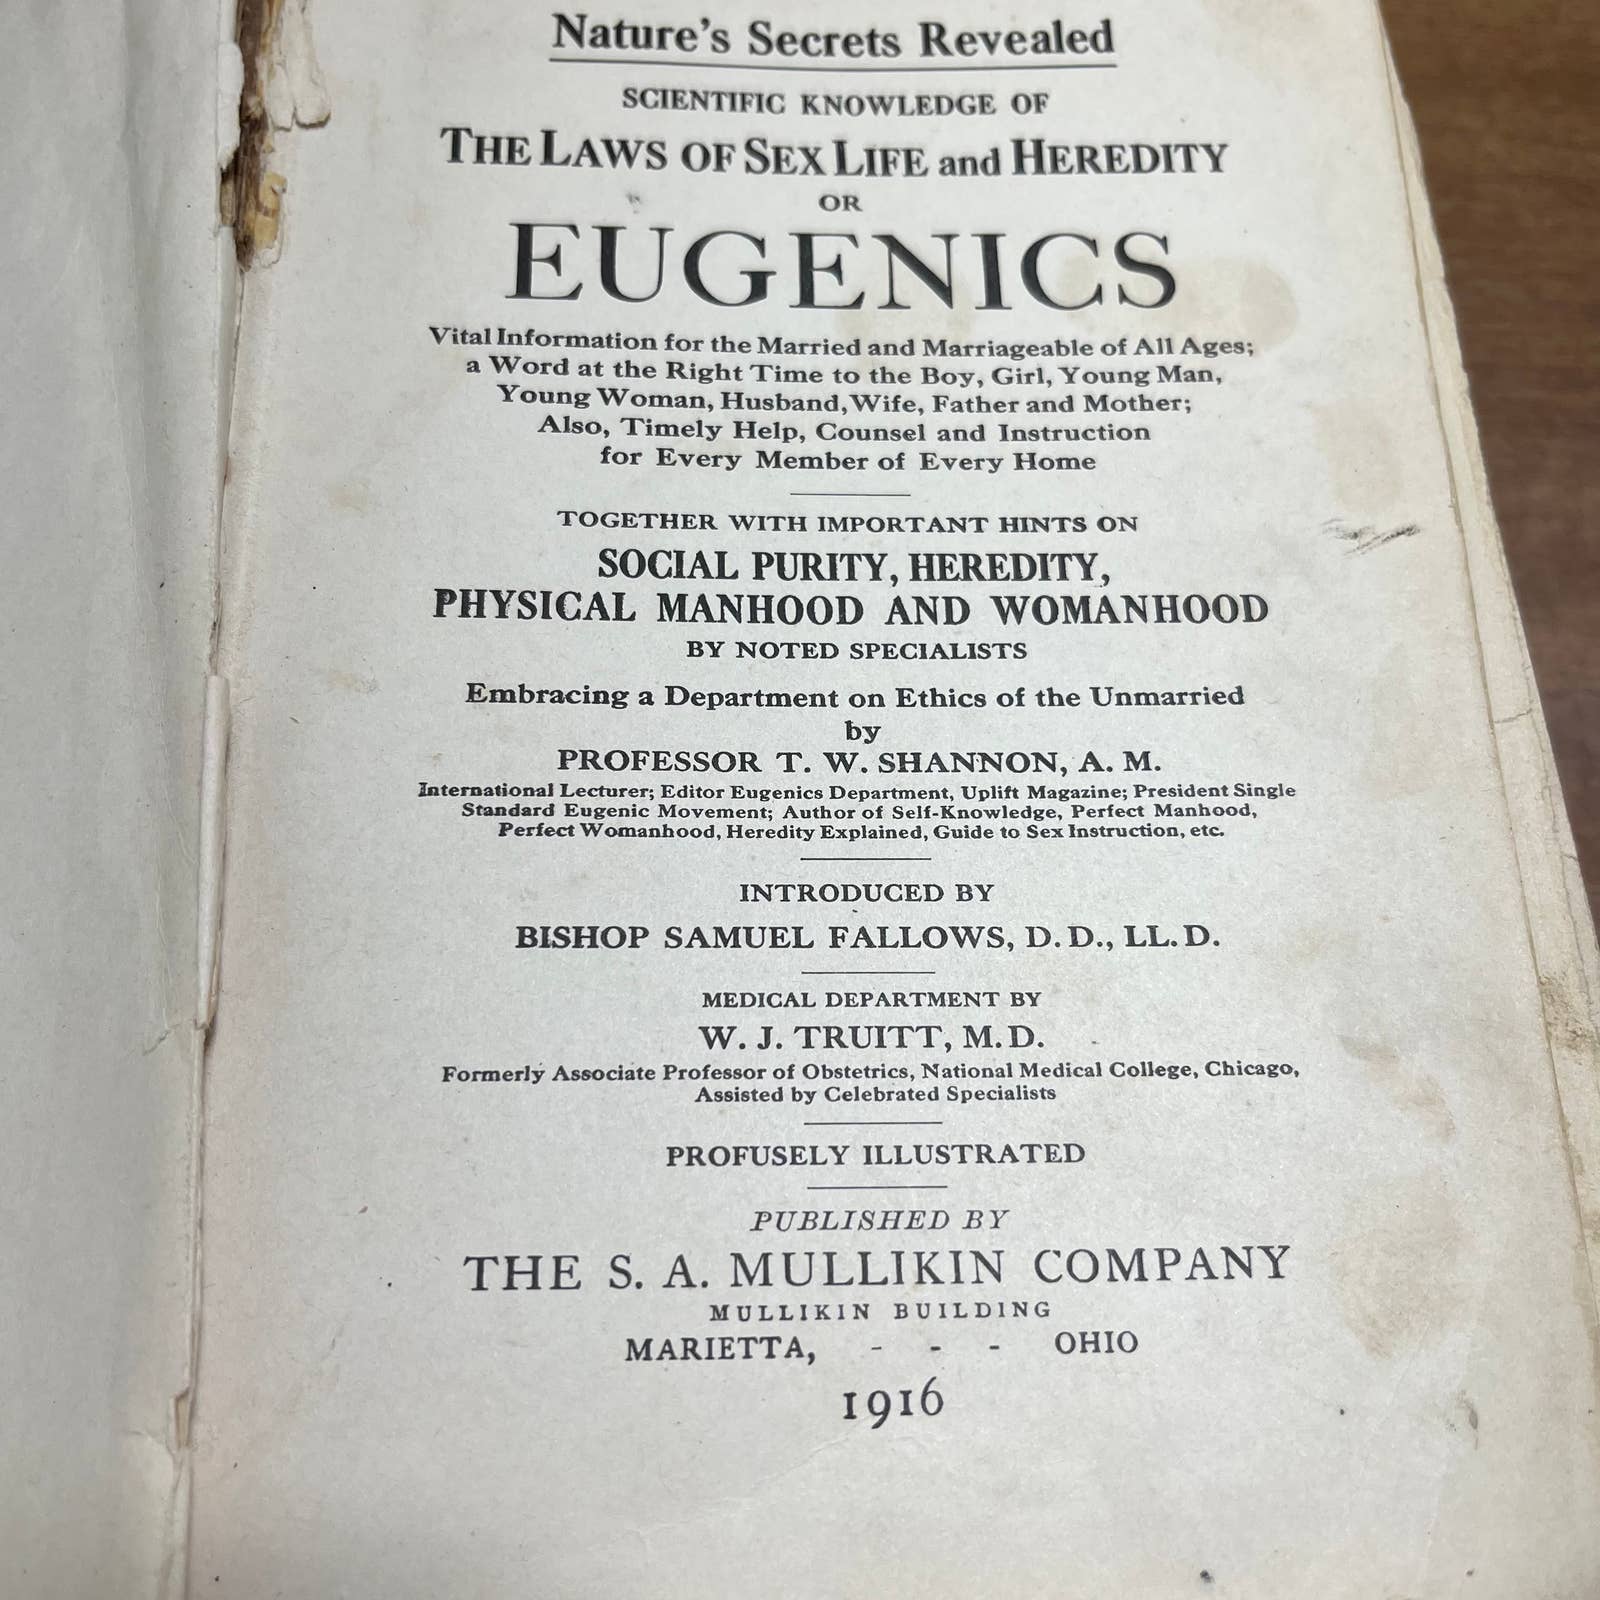 Nature's Secrets Revealed
SCIENTIFIC KNOWLEDGE OF
THE LAWS OF SEX LIFE and HEREDITY
OR
EUGENICS
Vital Information for the Married and Marriageable of All Ages;
a Word at the Right Time to the Boy, Girl, Young Man,
Young Woman, Husband, Wife, Father and Mother;
Also, Timely Help, Counsel and Instruction
for Every Member of Every Home
TOGETHER WITH IMPORTANT HINTS ON
SOCIAL PURITY, HEREDITY,
PHYSICAL MANHOOD AND WOMANHOOD
BY NOTED SPECIALISTS
Embracing a Department on Ethics of the Unmarried
by
PROFESSOR T. W. SHANNON, A. M.
International Lecturer; Editor Eugenics Department, Uplift Magazine; President Single
Standard Eugenic Movement; Author of Self-Knowledge, Perfect Manhood,
Perfect Womanhood, Heredity Explained, Guide to Sex Instruction, etc.
INTRODUCED BY
BISHOP SAMUEL FALLOWS, D. D., LL. D.
MEDICAL DEPARTMENT BY
W. J. TRUITT, M. D.
Formerly Associate Professor of Obstetrics, National Medical College, Chicago,
Assisted by Celebrated Specialists
PROFUSELY ILLUSTRATED
PUBLISHED BY
THE S. A. MULLIKIN COMPANY
MULLIKIN BUILDING
MARIETTA, - - - OHIO
1916